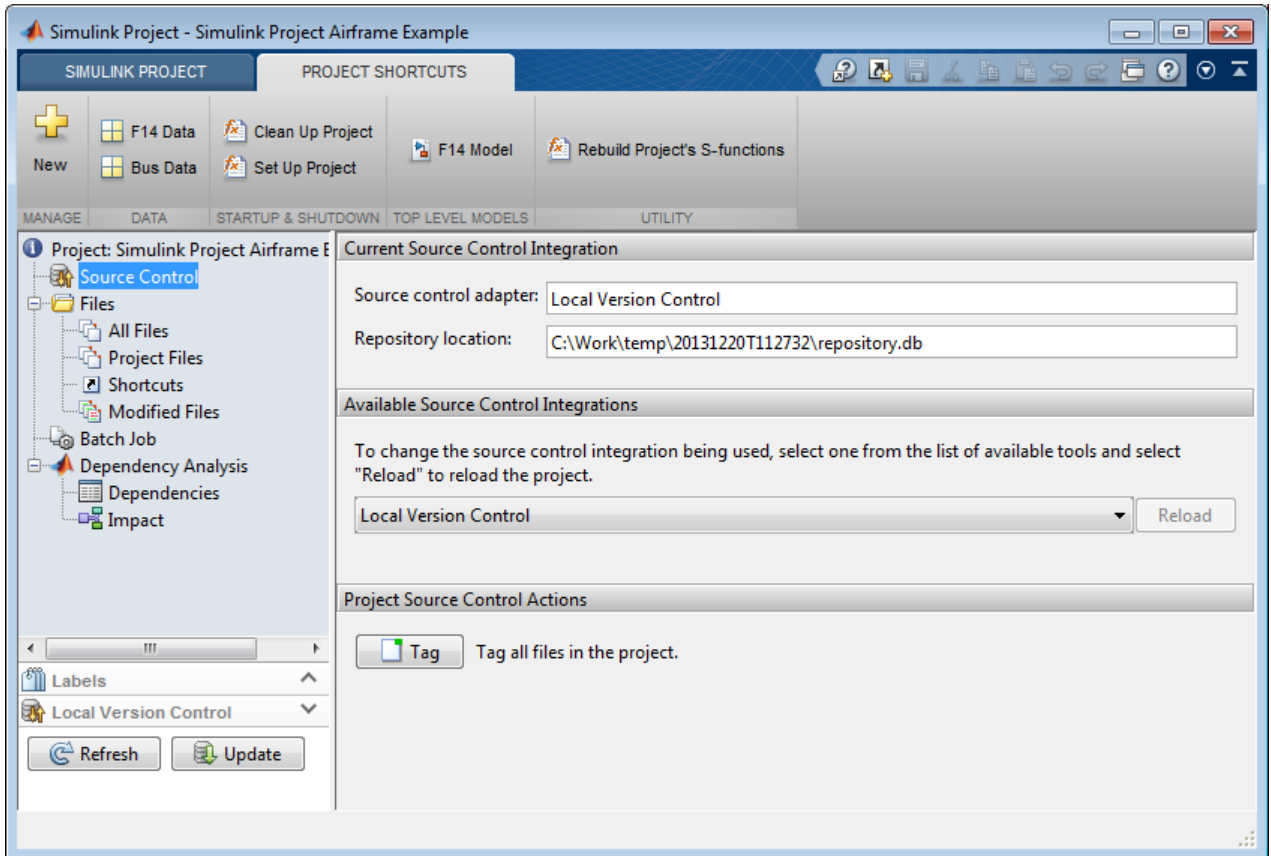 Simulink Project - Simulink Project Airframe Example
SIMULINK PROJECT
PROJECT SHORTCUTS
New
F14 Data
Bus Data
Clean Up Project
Set Up Project
F14 Model
Rebuild Project's S-functions
MANAGE
DATA
STARTUP & SHUTDOWN
TOP LEVEL MODELS
UTILITY
Project: Simulink Project Airframe E
Source Control
Files
All Files
Project Files
Shortcuts
Modified Files
Batch Job
Dependency Analysis
Dependencies
Impact
Labels
Local Version Control
Refresh
Update
Current Source Control Integration
Source control adapter: Local Version Control
Repository location: C:\Work\temp\20131220T112732\repository.db
Available Source Control Integrations
To change the source control integration being used, select one from the list of available tools and select
"Reload" to reload the project.
Local Version Control
Reload
Project Source Control Actions
Tag
Tag all files in the project.